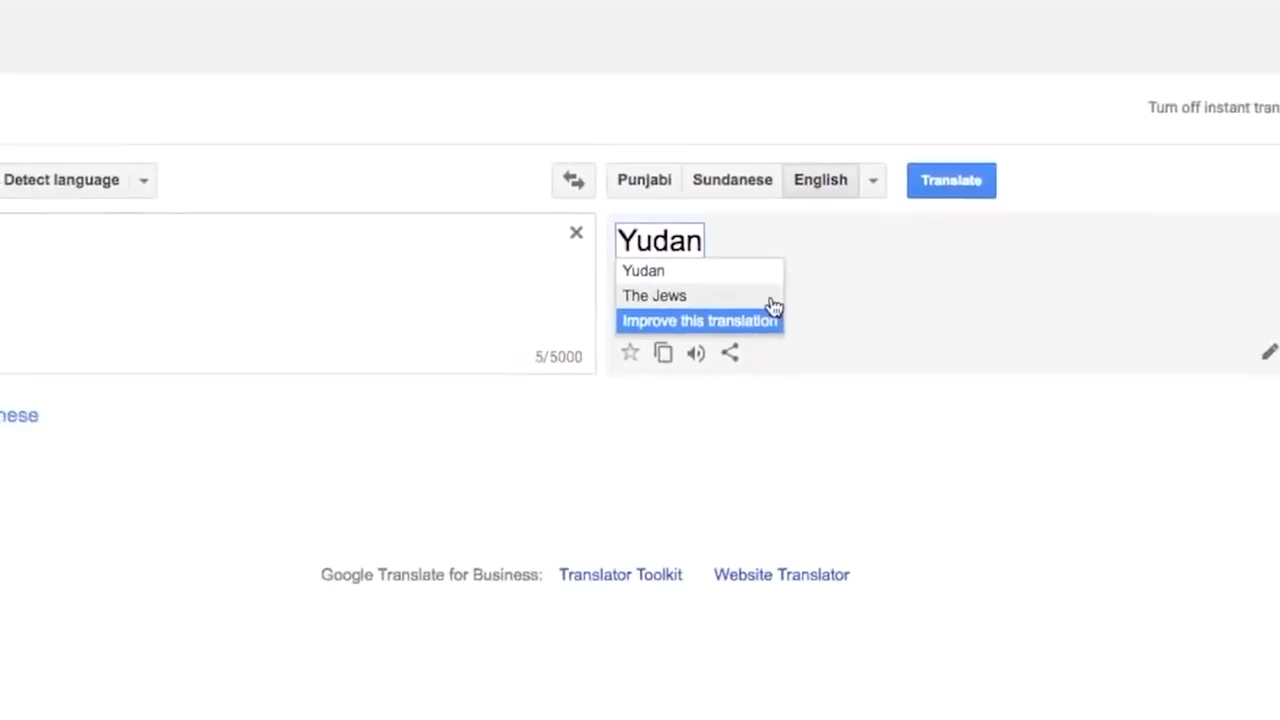 Turn off instant tran
Detect language
Punjabi
Sundanese
English
Translate
Yudan
Yudan
The Jews
Improve this translation
5/5000
nese
Google Translate for Business: Translator Toolkit Website Translator